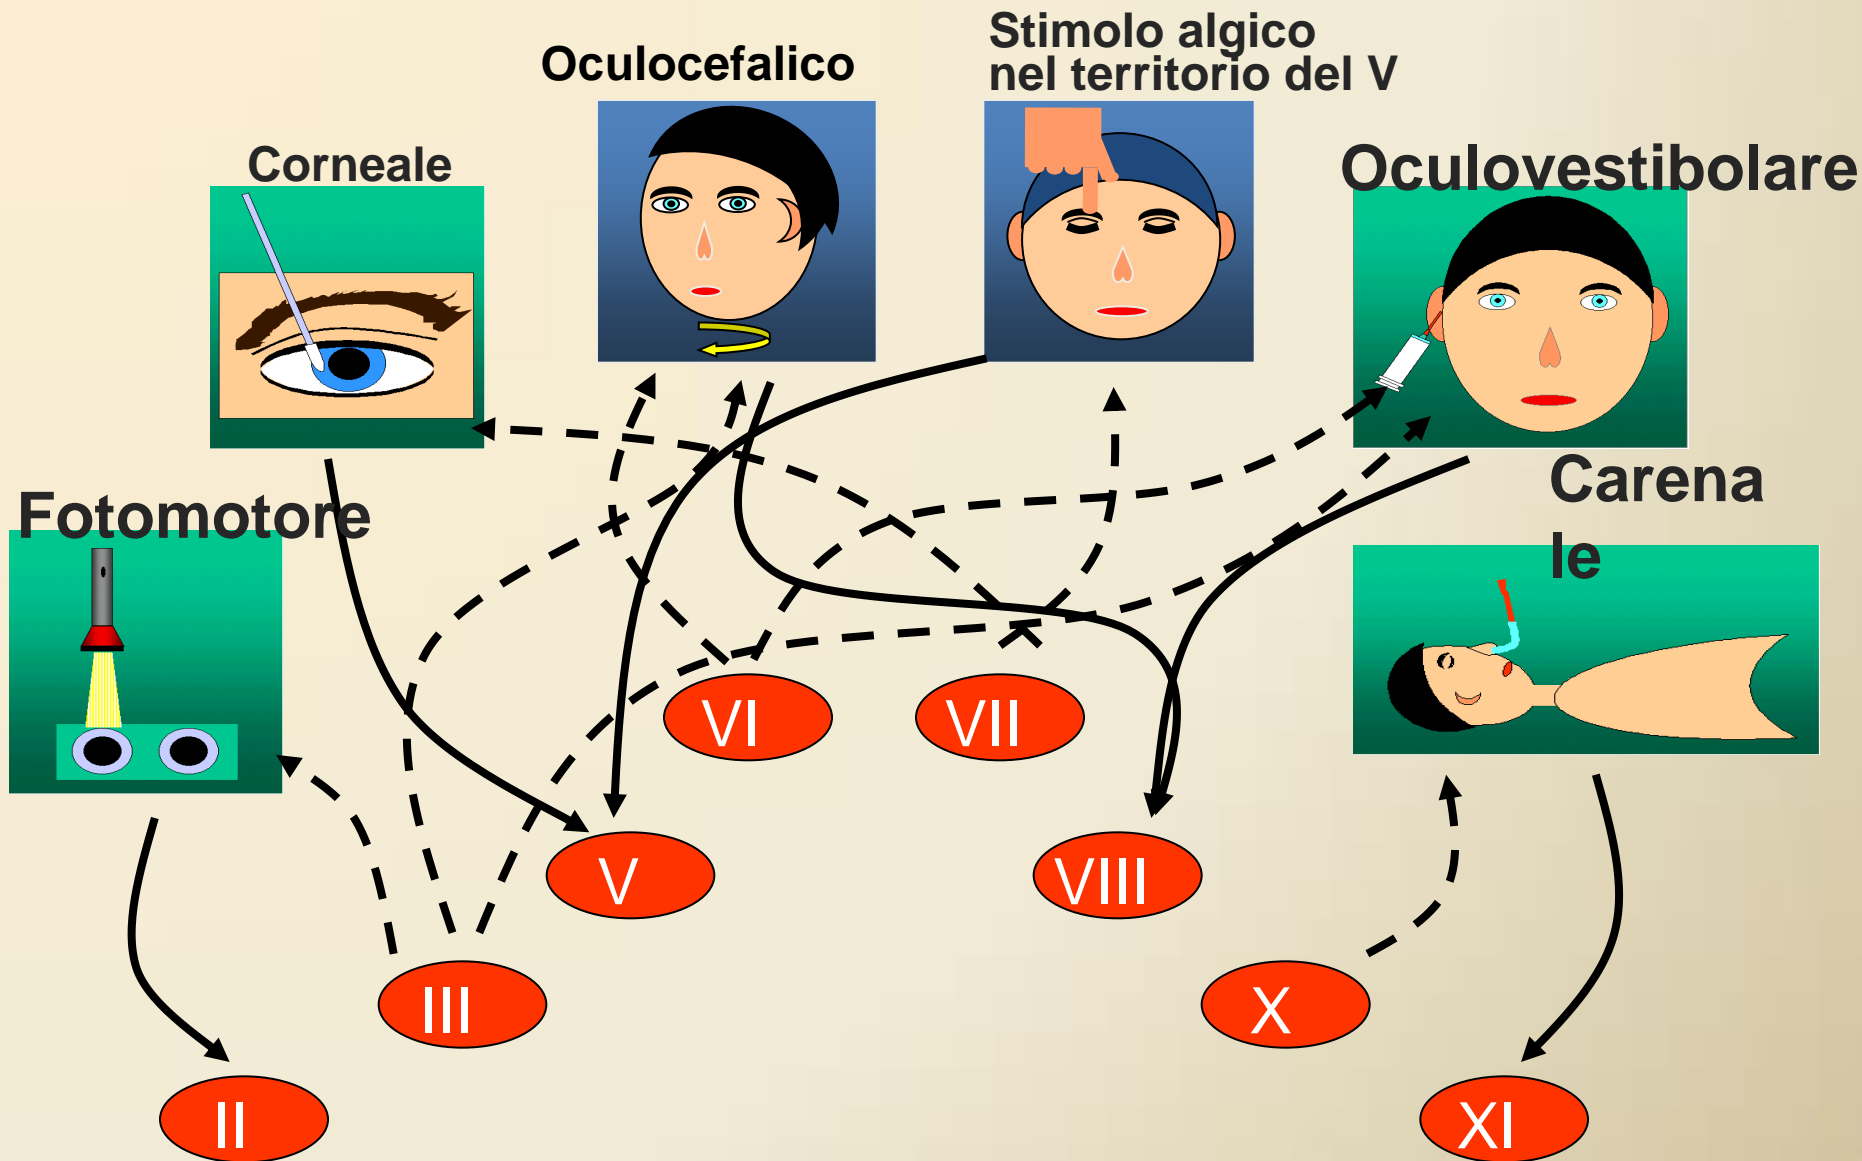 Stimolo algico
nel territorio del V
Oculocefalico
Corneale
Oculovestibolare
Carena
le
Fotomotore
VI
VII
V
VIII
III
X
II
XI